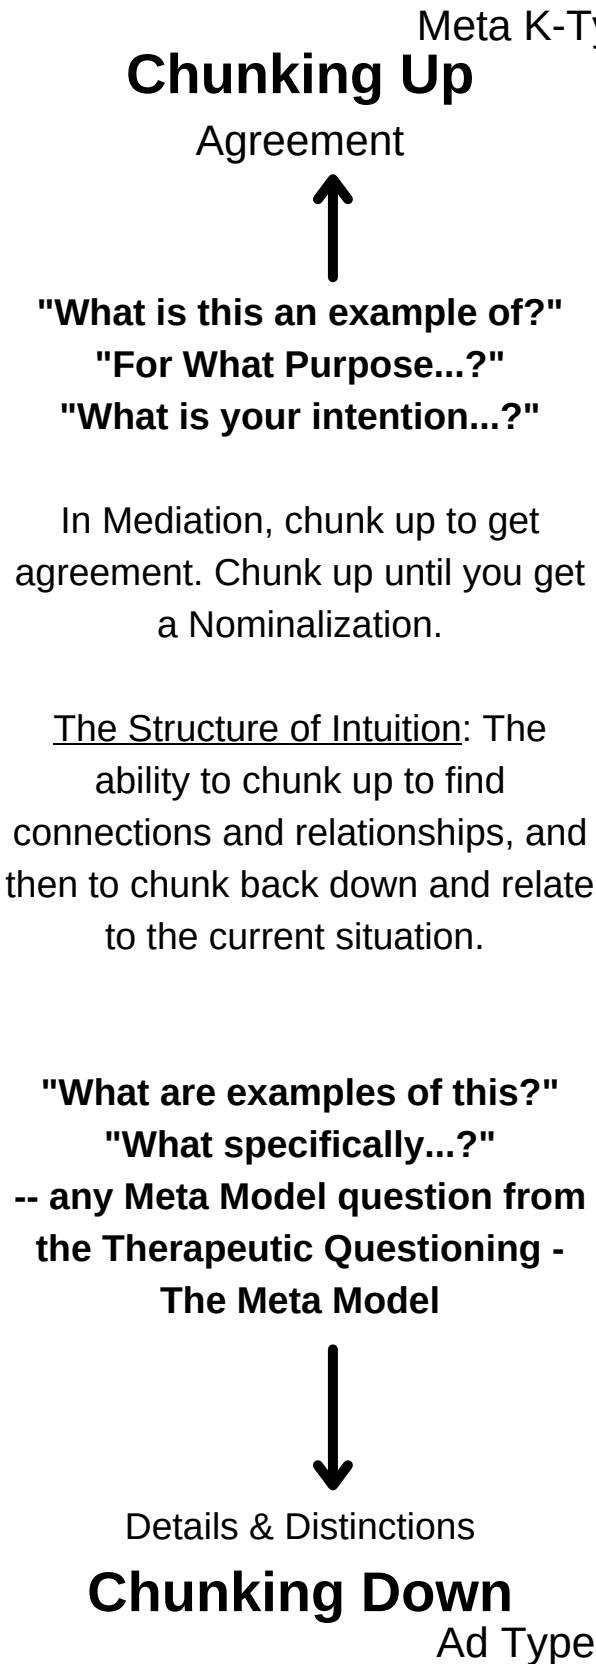 Meta K-Ty
Chunking Up
Agreement
"What is this an example of?"
"For What Purpose...?"
"What is your intention...?"
In Mediation, chunk up to get
agreement. Chunk up until you get
a Nominalization.
The Structure of Intuition: The
ability to chunk up to find
connections and relationships, and
then to chunk back down and relate
to the current situation.
"What are examples of this?"
"What specifically...?"
-- any Meta Model question from
the Therapeutic Questioning -
The Meta Model
Details & Distinctions
Chunking Down
Ad Type